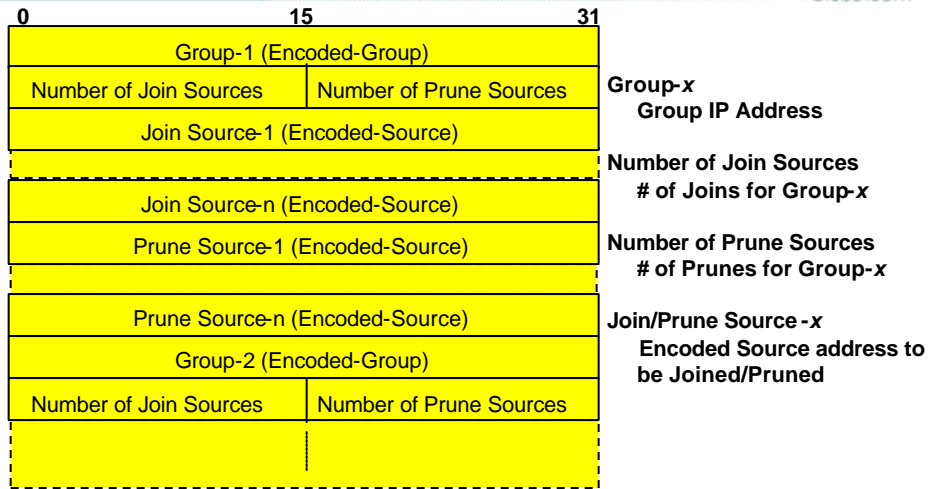 0 15 31
Group-1 (Encoded-Group)
Number of Join Sources Number of Prune Sources
Join Source-1 (Encoded-Source)
Join Source-n (Encoded-Source)
Prune Source-1 (Encoded-Source)
Prune Source-n (Encoded-Source)
Group-2 (Encoded-Group)
Number of Join Sources Number of Prune Sources
Group-x
Group IP Address
Number of Join Sources
# of Joins for Group-x
Number of Prune Sources
# of Prunes for Group-x
Join/Prune Source -x
Encoded Source address to
be Joined/Pruned